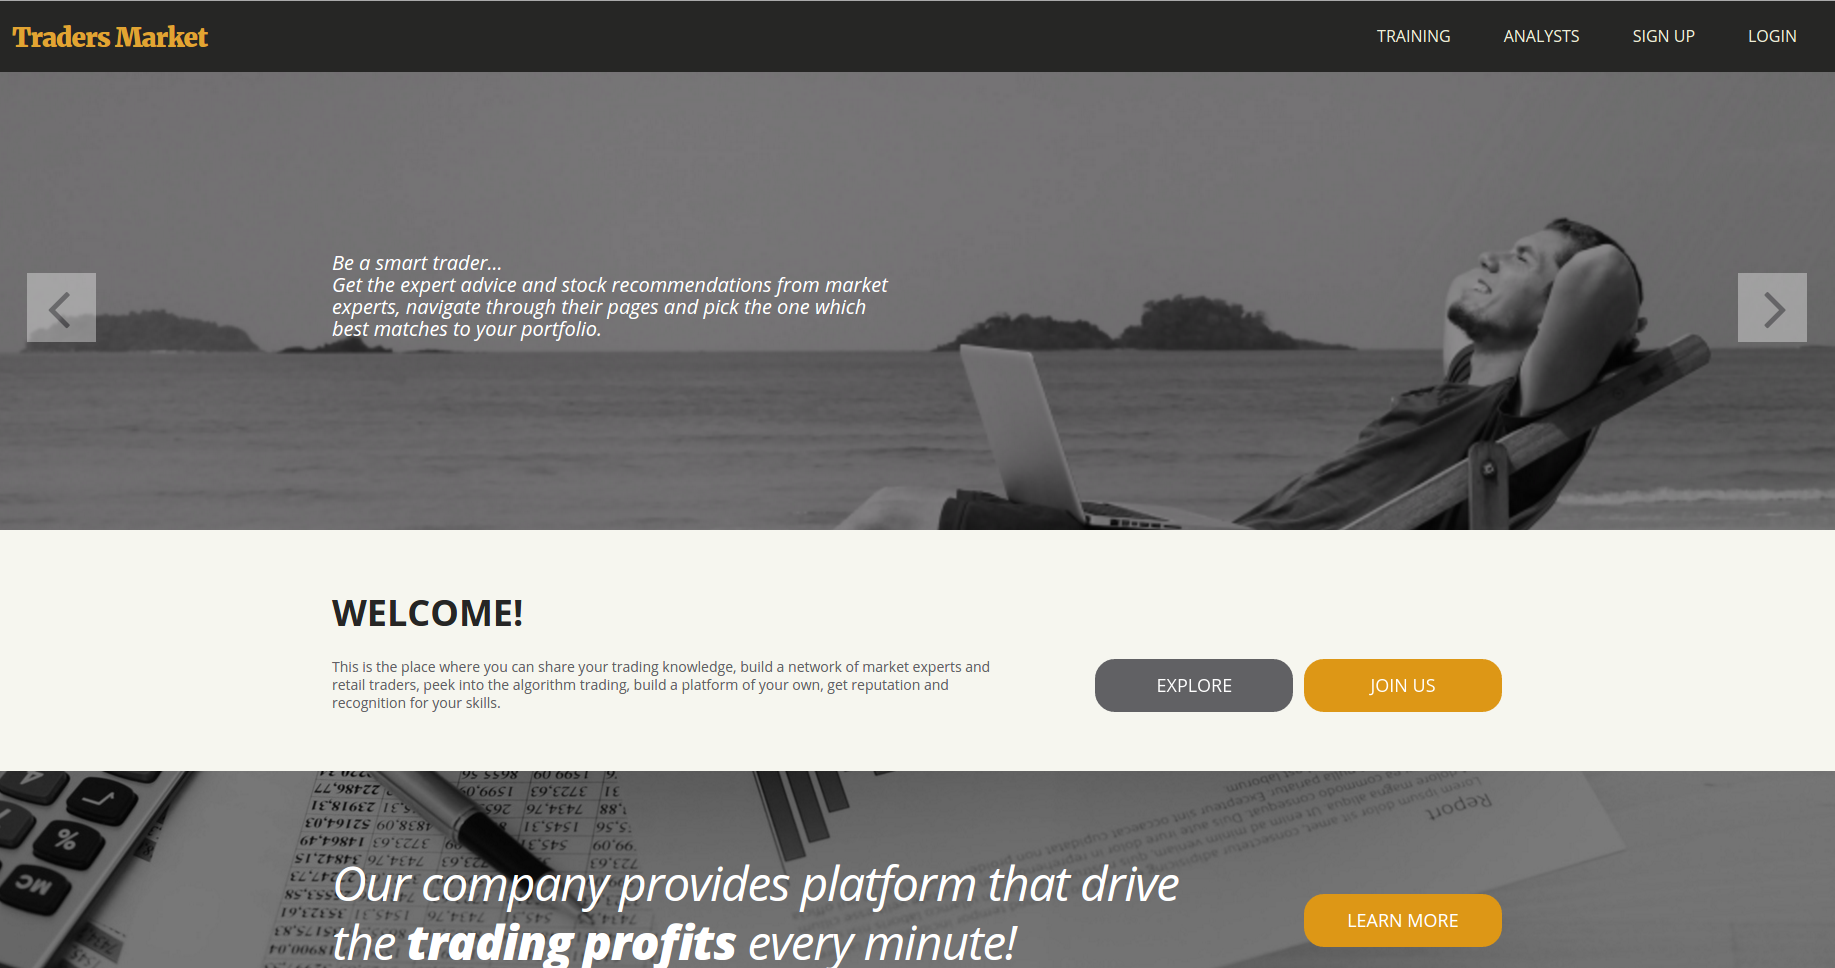 Traders Market
TRAINING ANALYSTS SIGN UP LOGIN
Be a smart trader...
Get the expert advice and stock recommendations from market
experts, navigate through their pages and pick the one which
best matches to your portfolio.
WELCOME!
This is the place where you can share your trading knowledge, build a network of market experts and
retail traders, peek into the algorithm trading, build a platform of your own, get reputation and
recognition for your skills.
EXPLORE JOIN US
Report
Our company provides platform that drive
the trading profits every minute!
LEARN MORE